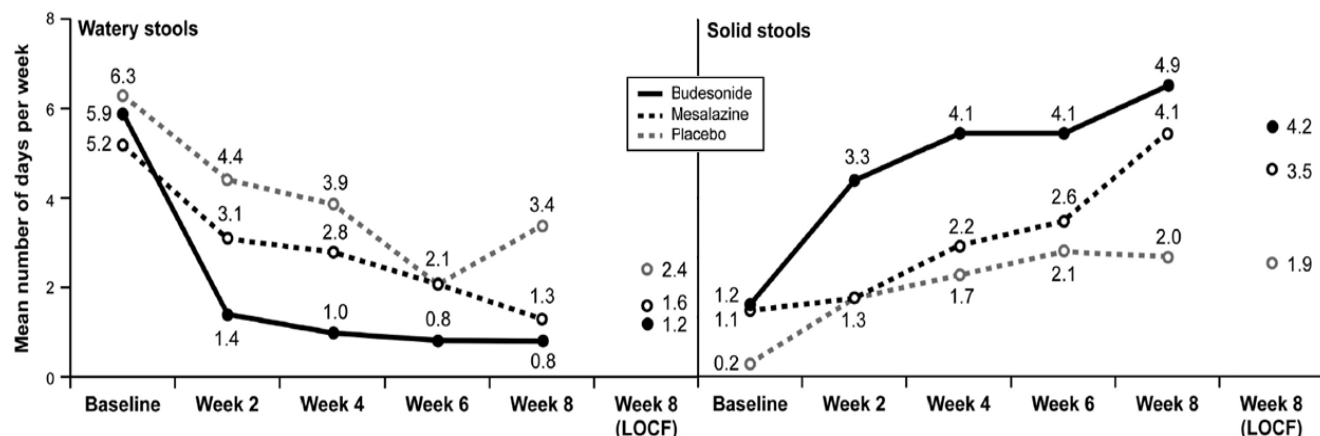 Mean number of days per week
8
6
4
2
0
Watery stools
6.3
5.9
5.2
4.4
3.1
1.4
3.9
2.8
1.0
2.1
0.8
3.4
1.3
0.8
2.4
1.6
1.2
Baseline
Week 2
Week 4
Week 6
Week 8
Week 8
(LOCF)
Budesonide
Mesalazine
Placebo
Solid stools
1.2
1.1
0.2
3.3
1.3
4.1
2.2
1.7
4.1
2.6
2.1
4.9
4.1
2.0
4.2
3.5
1.9
Baseline
Week 2
Week 4
Week 6
Week 8
Week 8
(LOCF)